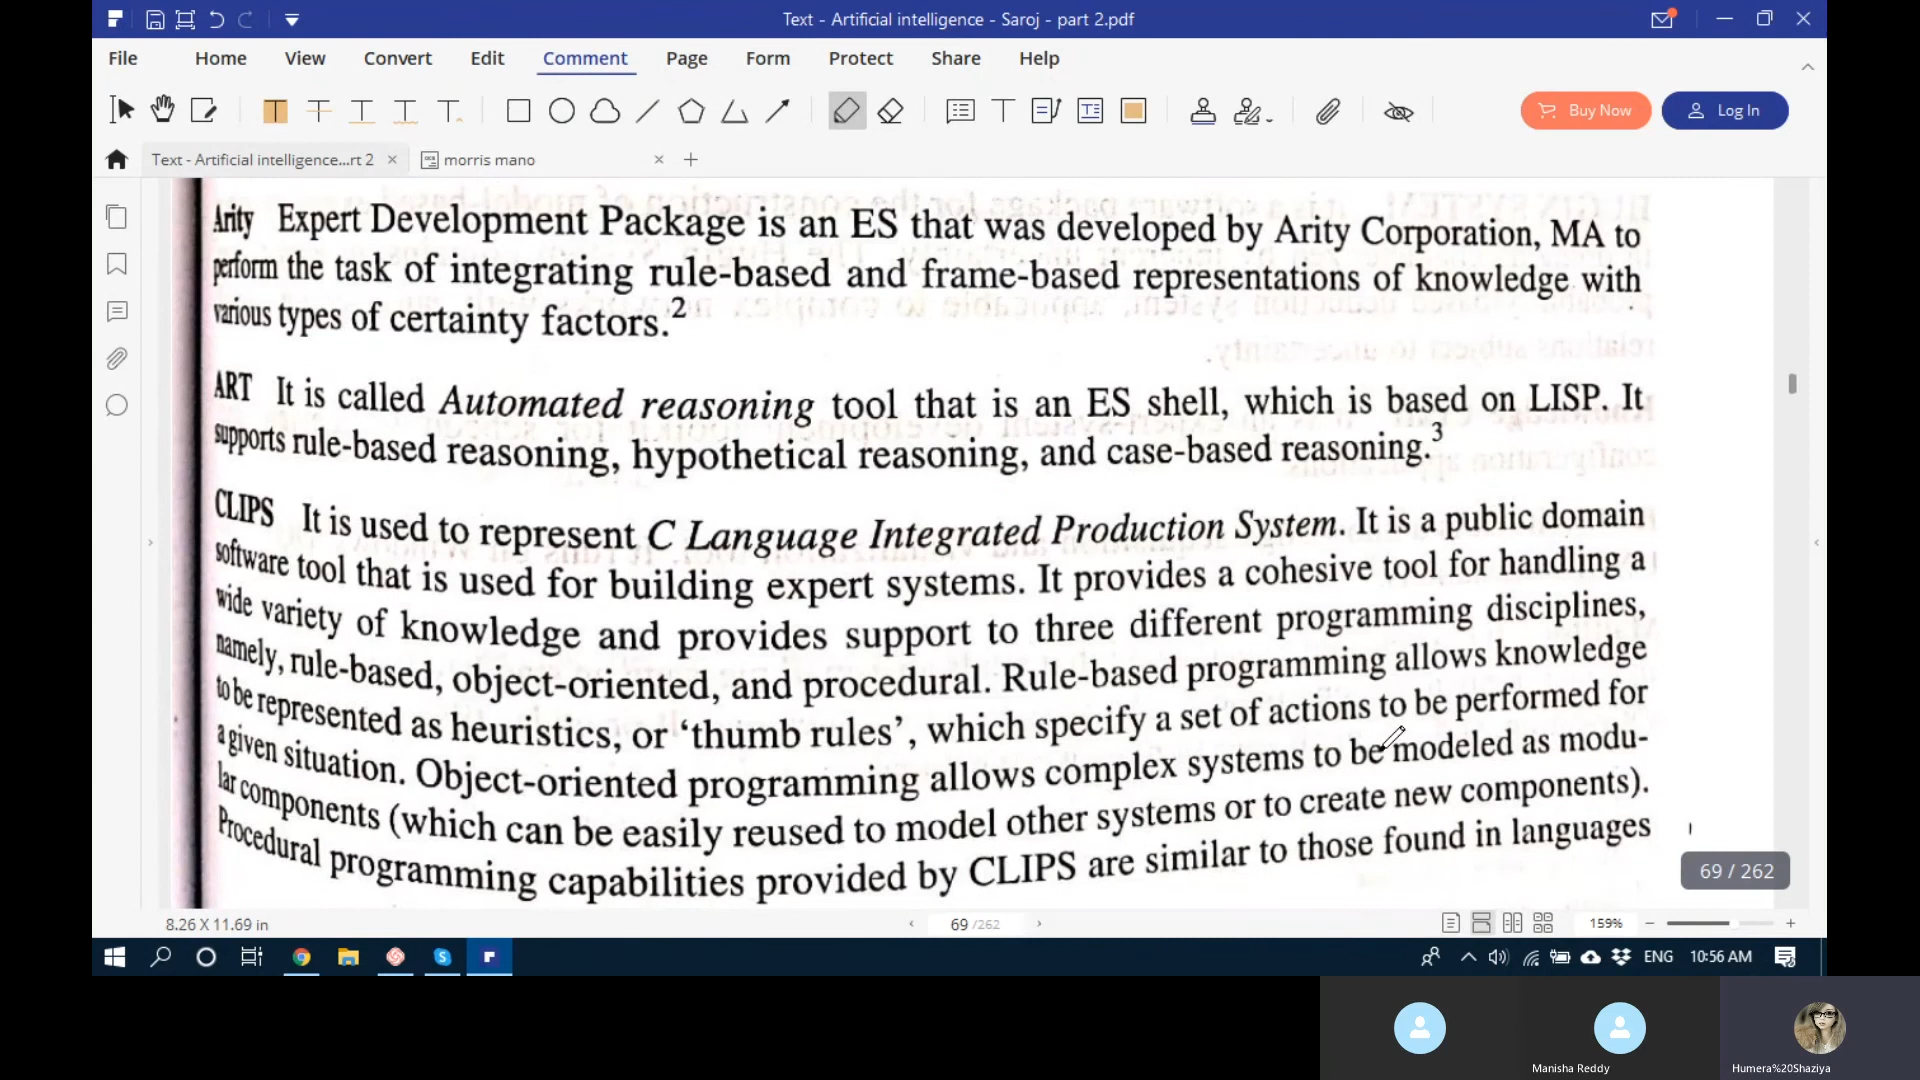 Text - Artificial intelligence - Saroj - part 2.pdf
File Home View Convert Edit Comment Page Form Protect Share Help
Buy Now Log In
Text - Artificial intelligence...rt 2 morris mano
Arity Expert Development Package is an ES that was developed by Arity Corporation, MA to
perform the task of integrating rule-based and frame-based representations of knowledge with
various types of certainty factors.2
ART It is called Automated reasoning tool that is an ES shell, which is based on LISP. It
supports rule-based reasoning, hypothetical reasoning, and case-based reasoning.3
CLIPS It is used to represent C Language Integrated Production System. It is a public domain
software tool that is used for building expert systems. It provides a cohesive tool for handling a
wide variety of knowledge and provides support to three different programming disciplines,
namely, rule-based, object-oriented, and procedural. Rule-based programming allows knowledge
to be represented as heuristics, or ‘thumb rules’, which specify a set of actions to be performed for
a given situation. Object-oriented programming allows complex systems to be modeled as modu-
lar components (which can be easily reused to model other systems or to create new components).
Procedural programming capabilities provided by CLIPS are similar to those found in languages
69 / 262
8.26 X 11.69 in 69 /262 159%
ENG 10:56 AM
Manisha Reddy Humera%20Shaziya